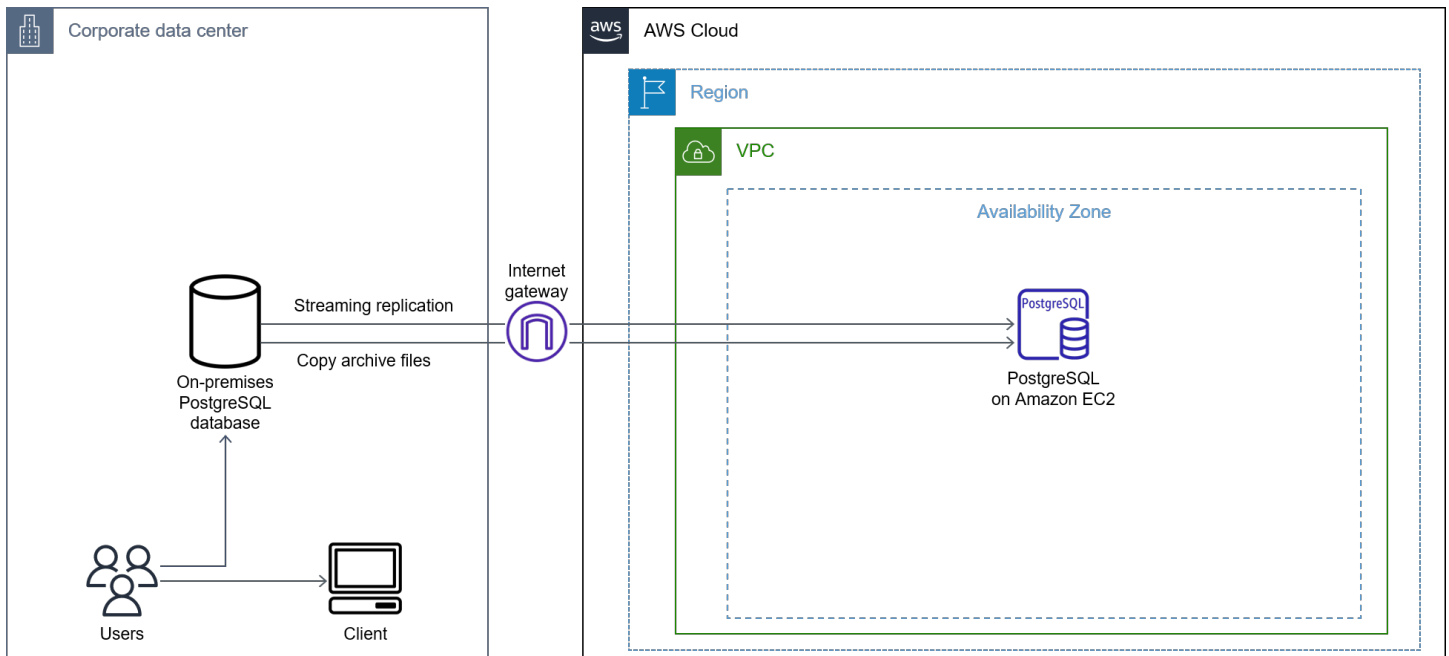 Corporate data center
aws
AWS Cloud
Region
VPC
Availability Zone
Internet
gateway
Streaming replication
Copy archive files
On-premises
PostgreSQL
database
PostgreSQL
PostgreSQL
on Amazon EC2
Users
Client